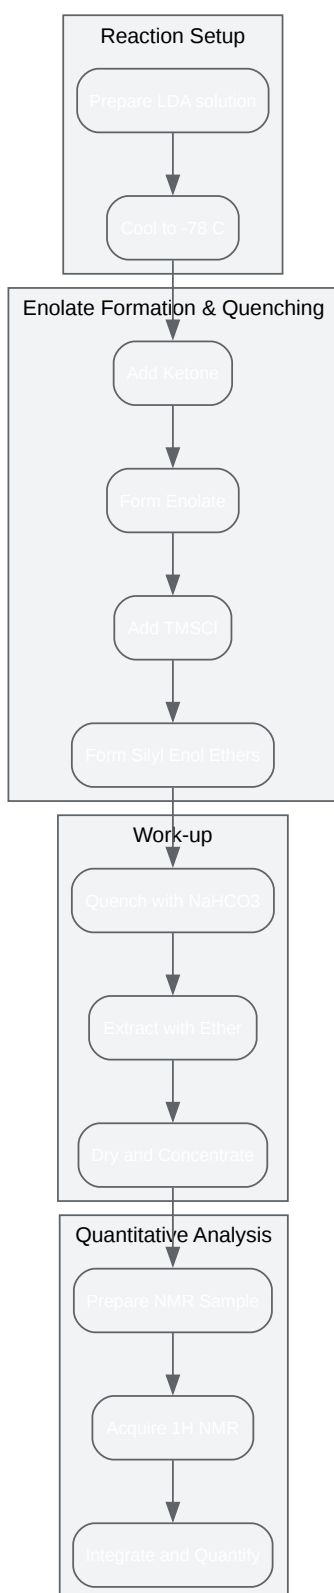 Reaction Setup
Prepare LDA solution
Cool to -78 C
Enolate Formation & Quenching
Add Ketone
Form Enolate
Add TMSCl
Form Silyl Enol Ethers
Work-up
Quench with NaHCO3
Extract with Ether
Dry and Concentrate
Quantitative Analysis
Prepare NMR Sample
Acquire 1H NMR
Integrate and Quantify